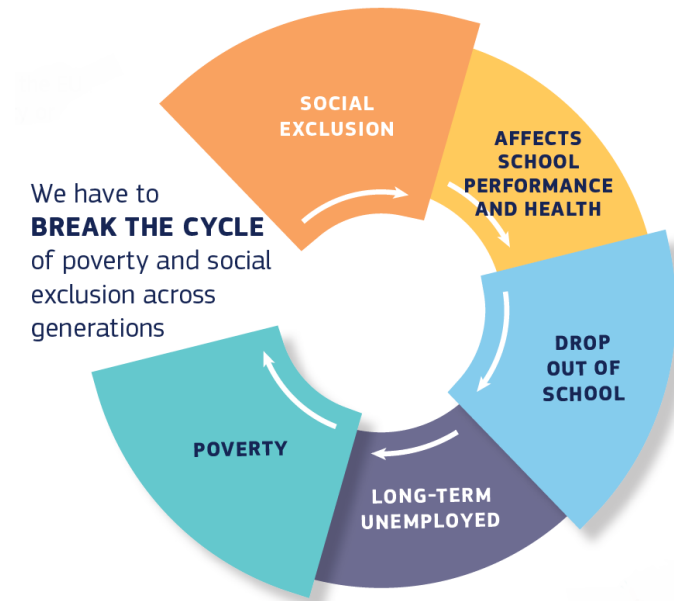 We have to
BREAK THE CYCLE
of poverty and social
exclusion across
generations
SOCIAL
EXCLUSION
AFFECTS
SCHOOL
PERFORMANCE
AND HEALTH
DROP
OUT OF
SCHOOL
LONG-TERM
UNEMPLOYED
POVERTY